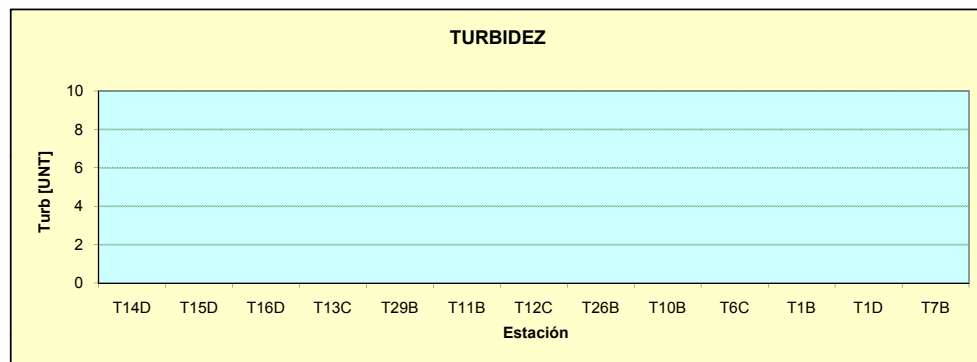 TURBIDEZ
10
8
6
4
2
0
Turb [UNT]
T14D T15D T16D T13C T29B T11B T12C T26B T10B T6C T1B T1D T7B
Estación